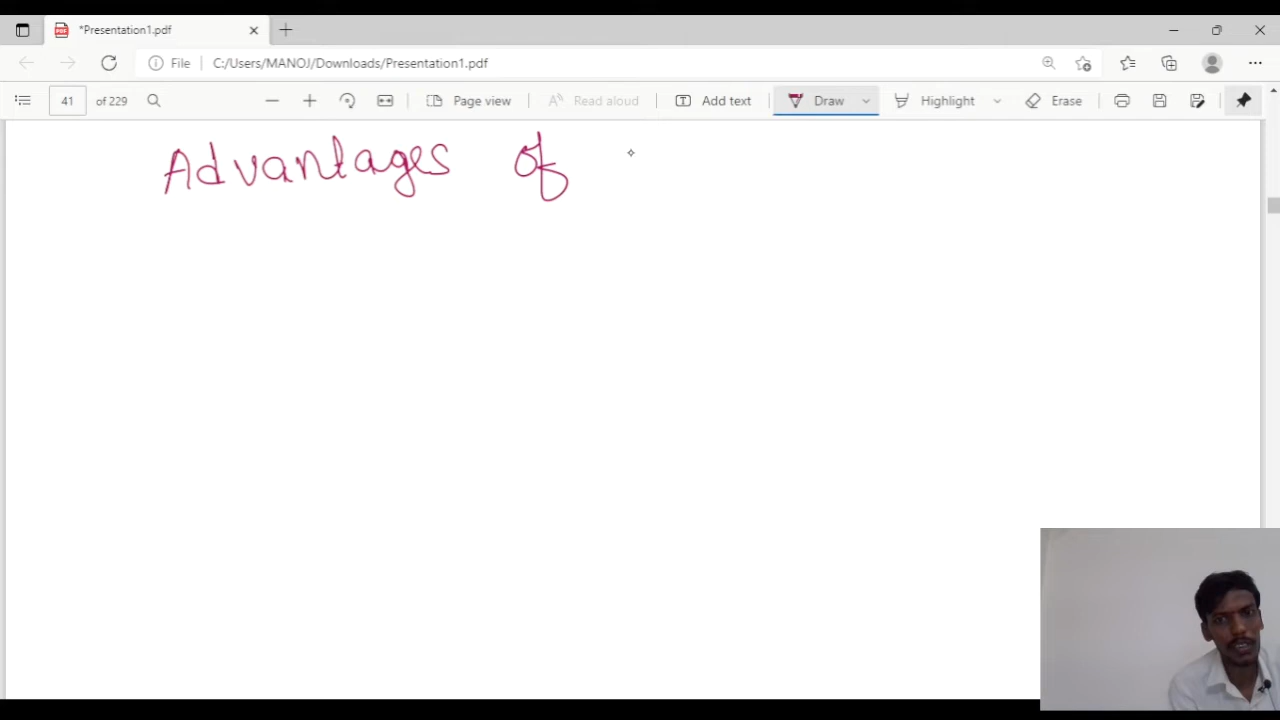 *Presentation1.pdf
File C:/Users/MANOJ/Downloads/Presentation1.pdf
41 of 229 Page view Read aloud Add text Draw Highlight Erase
Advantages of